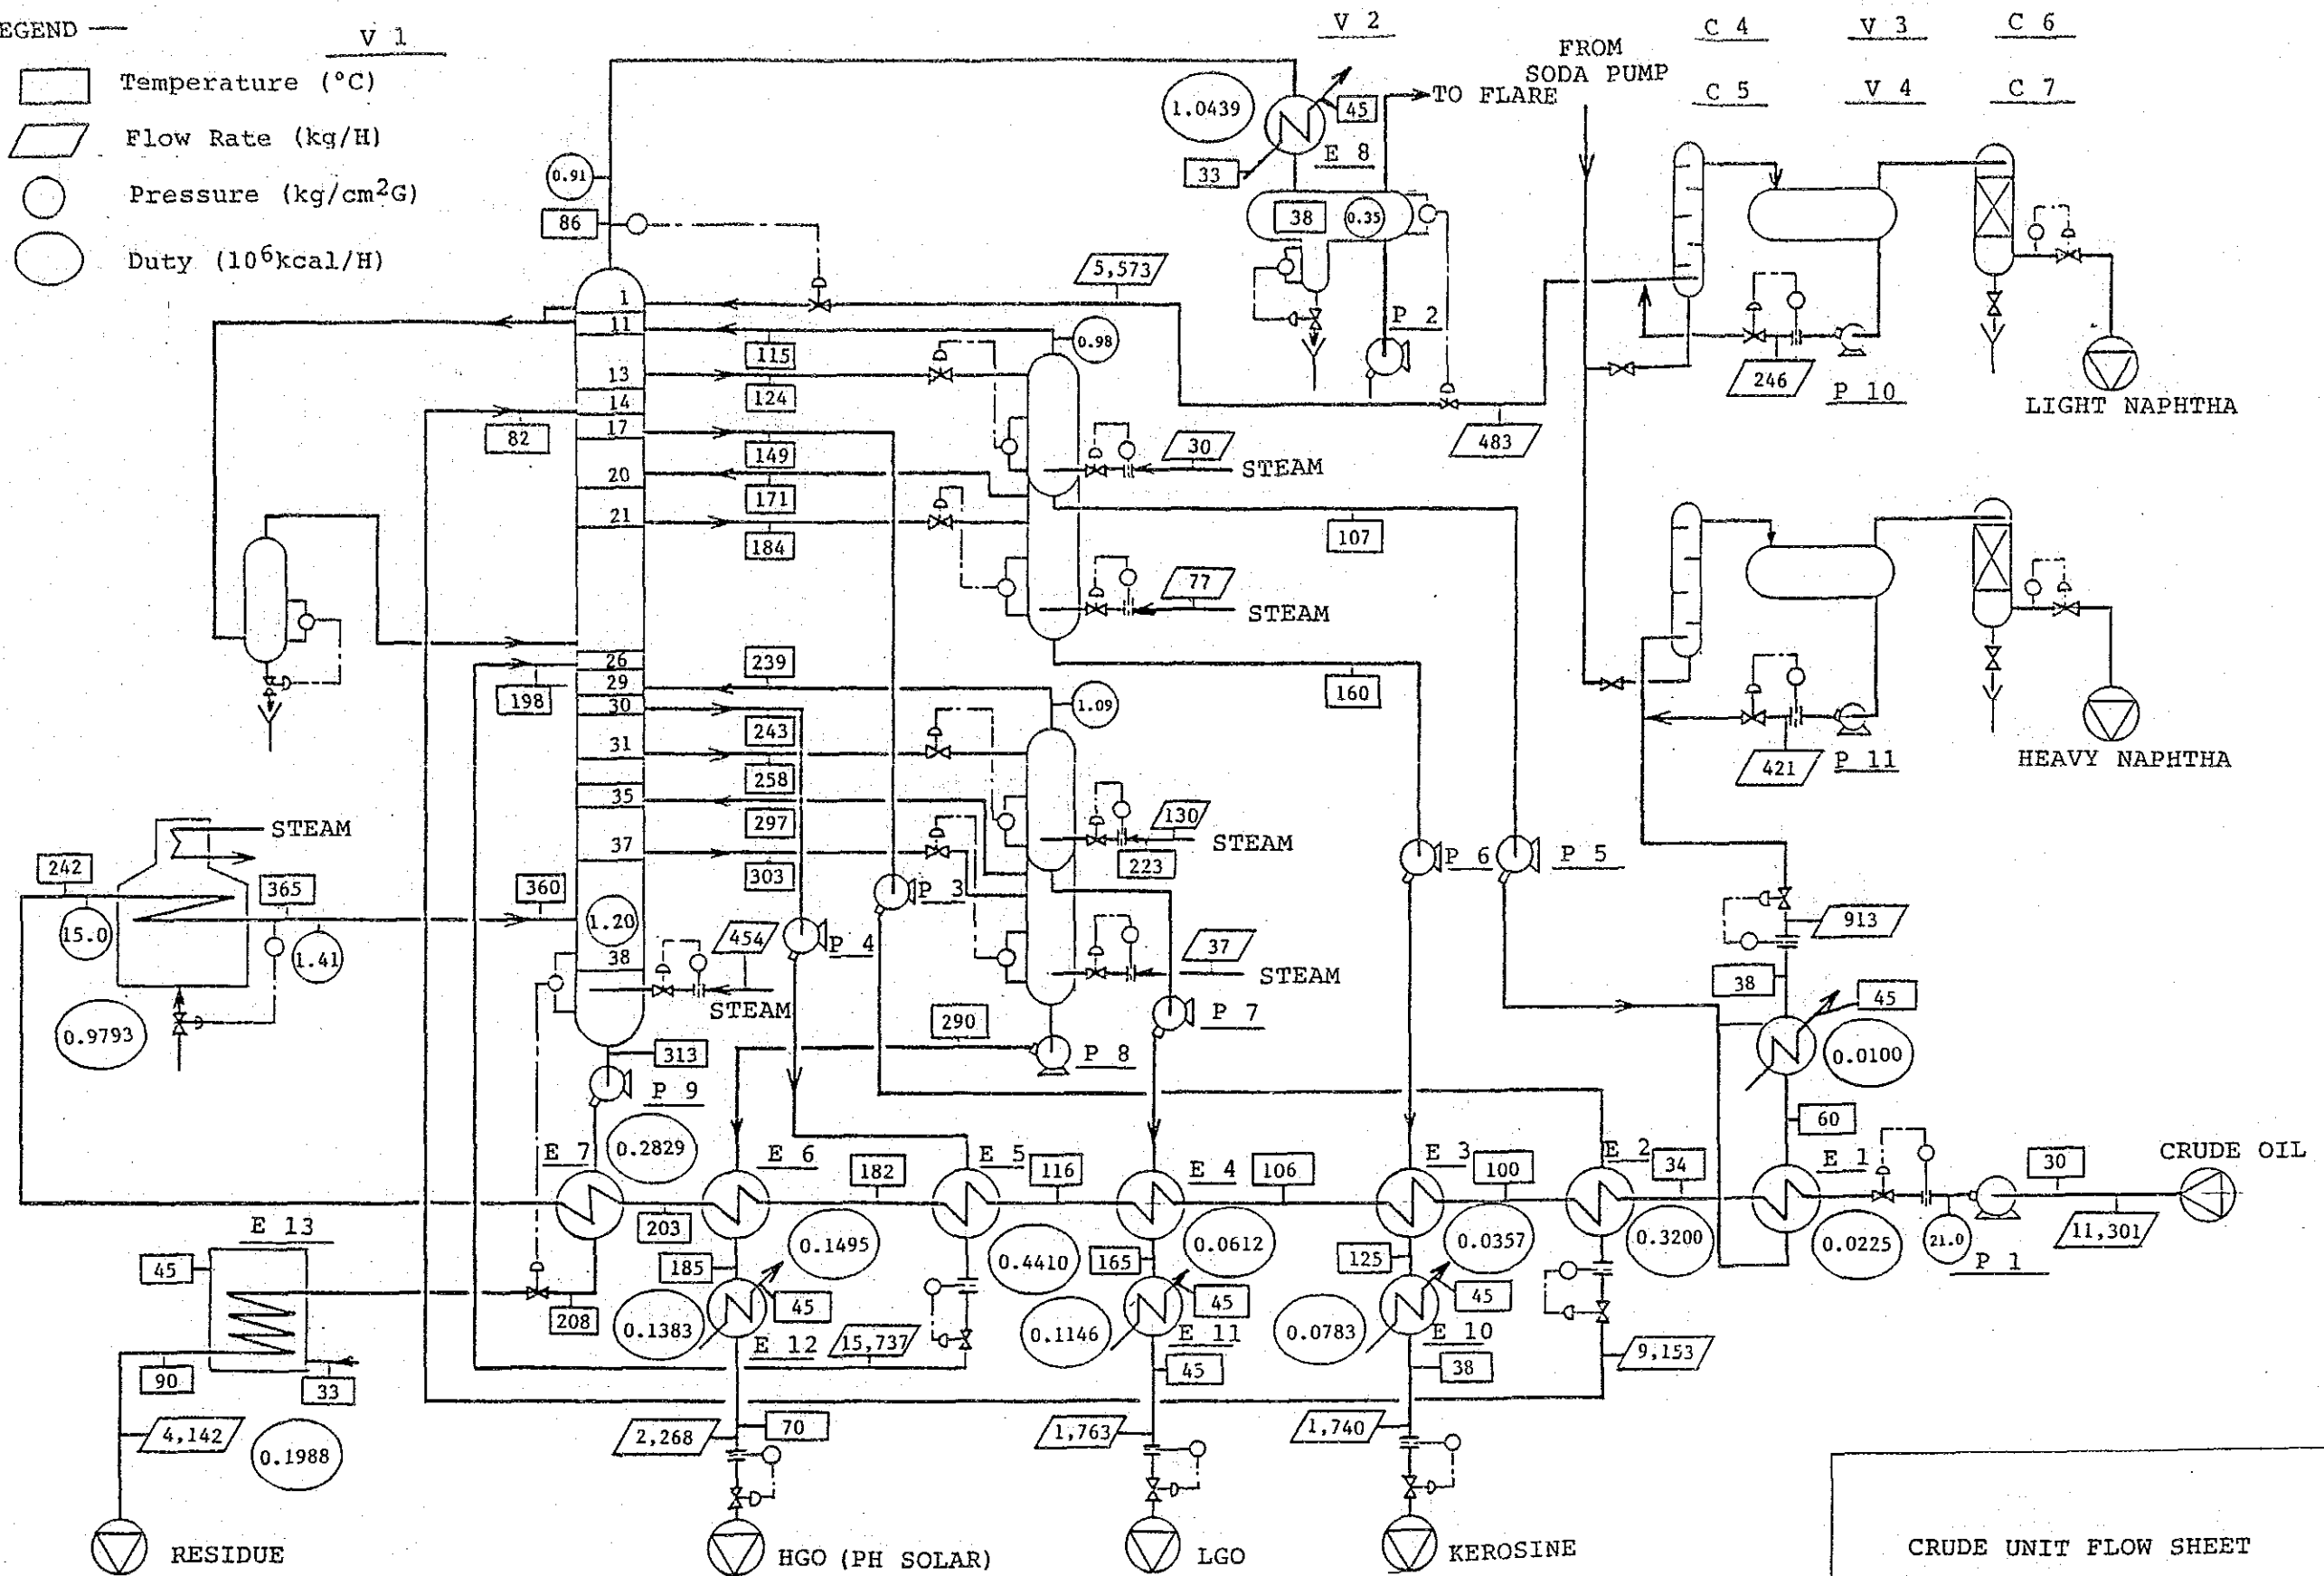 EGEND —
V 1
Temperature (°C)
Flow Rate (kg/H)
Pressure (kg/cm²G)
Duty (10⁶kcal/H)
V 2
FROM
SODA PUMP
TO FLARE
C 4
V 3
C 6
C 5
V 4
C 7
1.0439
45
E 8
33
0.91
86
38
0.35
5,573
P 2
1
11
115
0.98
13
124
14
82
17
149
20
171
21
184
30
STEAM
77
STEAM
107
160
483
246
P 10
LIGHT NAPHTHA
26
198
239
29
30
243
1.09
31
258
35
297
37
303
130
STEAM
223
37
STEAM
421
P 11
HEAVY NAPHTHA
STEAM
242
15.0
365
1.41
360
1.20
38
454
STEAM
0.9793
P 4
P 3
P 6
P 5
P 7
290
P 8
313
P 9
913
38
45
0.0100
60
E 7
0.2829
E 6
182
E 5
116
E 4
106
E 3
100
E 2
34
E 1
30
CRUDE OIL
203
0.1495
0.4410
0.0612
0.0357
0.3200
0.0225
21.0
P 1
11,301
E 13
45
208
185
45
0.1383
E 12
15,737
165
45
0.1146
E 11
125
45
0.0783
E 10
9,153
90
33
4,142
0.1988
2,268
70
45
1,763
38
1,740
RESIDUE
HGO (PH SOLAR)
LGO
KEROSINE
CRUDE UNIT FLOW SHEET